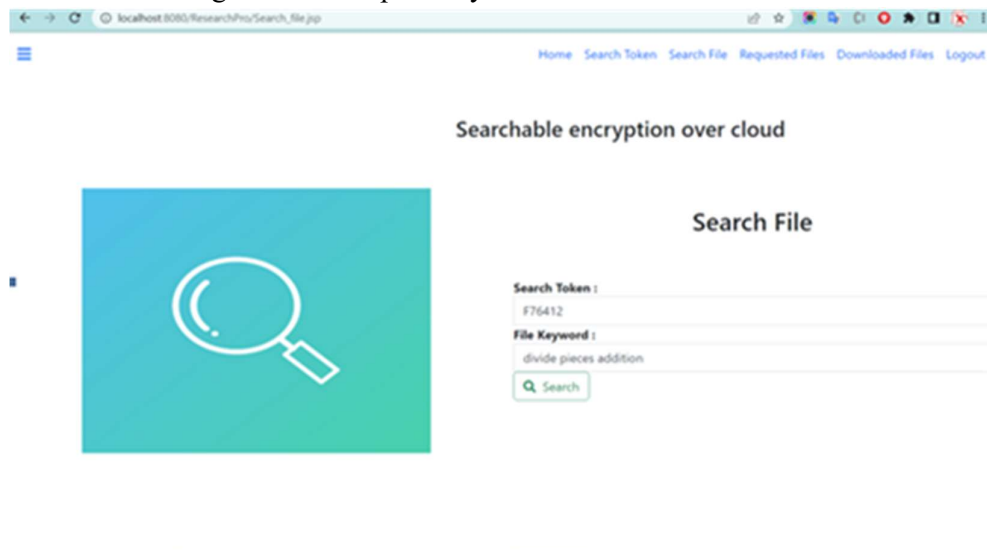 localhost:8080/ResearchPro/Search_file.jsp
Home Search Token Search File Requested Files Downloaded Files Logout
Searchable encryption over cloud
Search File
Search Token :
F76412
File Keyword :
divide pieces addition
Search